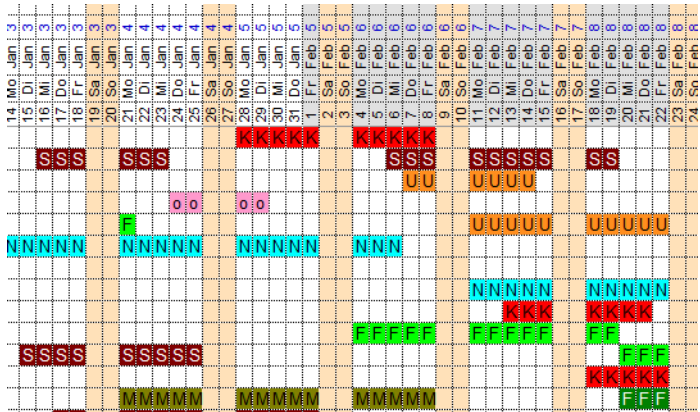 3 3 3 3 3 3 3 4 4 4 4 4 4 4 5 5 5 5 5 5 5 6 6 6 6 6 6 6 7 7 7 7 7 7 7 8 8 8 8 8 8 8
Jan Jan Jan Jan Jan Jan Jan Jan Jan Jan Jan Jan Jan Jan Jan Jan Jan Jan Feb Feb Feb Feb Feb Feb Feb Feb Feb Feb Feb Feb Feb Feb Feb Feb Feb Feb Feb Feb Feb Feb Feb Feb
Mo Di Mi Do Fr Sa So Mo Di Mi Do Fr Sa So Mo Di Mi Do Fr Sa So Mo Di Mi Do Fr Sa So Mo Di Mi Do Fr Sa So Mo Di Mi Do Fr Sa So
14 15 16 17 18 19 20 21 22 23 24 25 26 27 28 29 30 31 1 2 3 4 5 6 7 8 9 10 11 12 13 14 15 16 17 18 19 20 21 22 23 24
K K K K K K K K K K
S S S S S S S S S S S S S S S S
U U U U U U
o o o o
F U U U U U U U U U U
N N N N N N N N N N N N N N N N N N
N N N N N N N N N N
K K K K K K K
F F F F F F F F F F F F
S S S S S S S S S F F F
K K K K K
M M M M M M M M M M M M M M M F F F